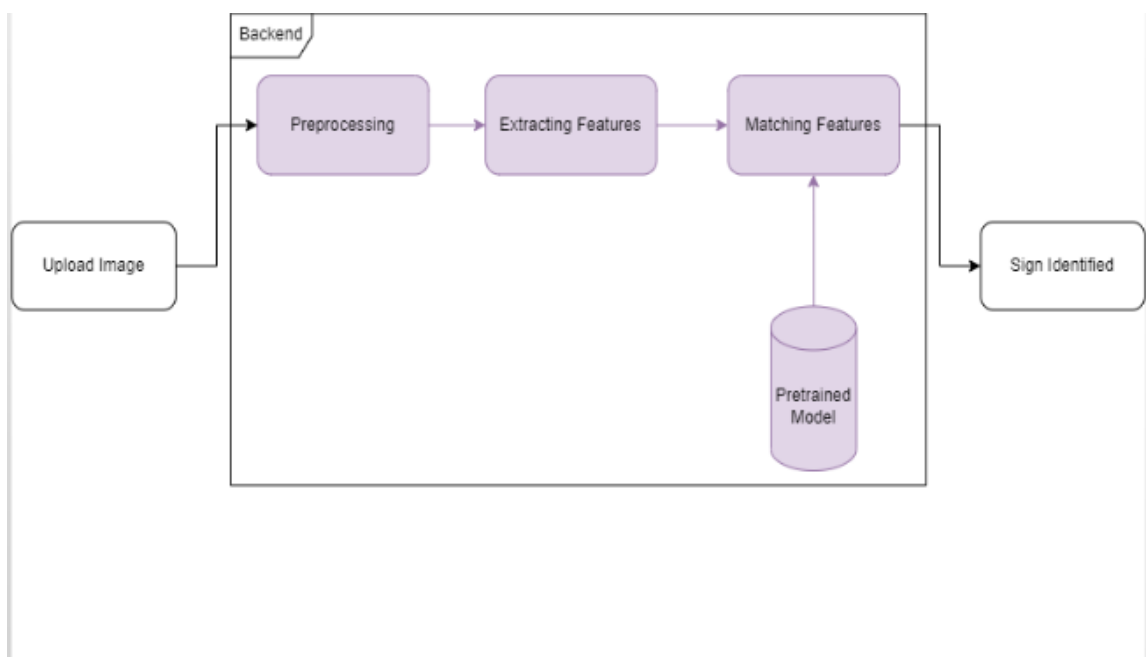 Backend
Preprocessing
Extracting Features
Matching Features
Upload Image
Sign Identified
Pretrained
Model